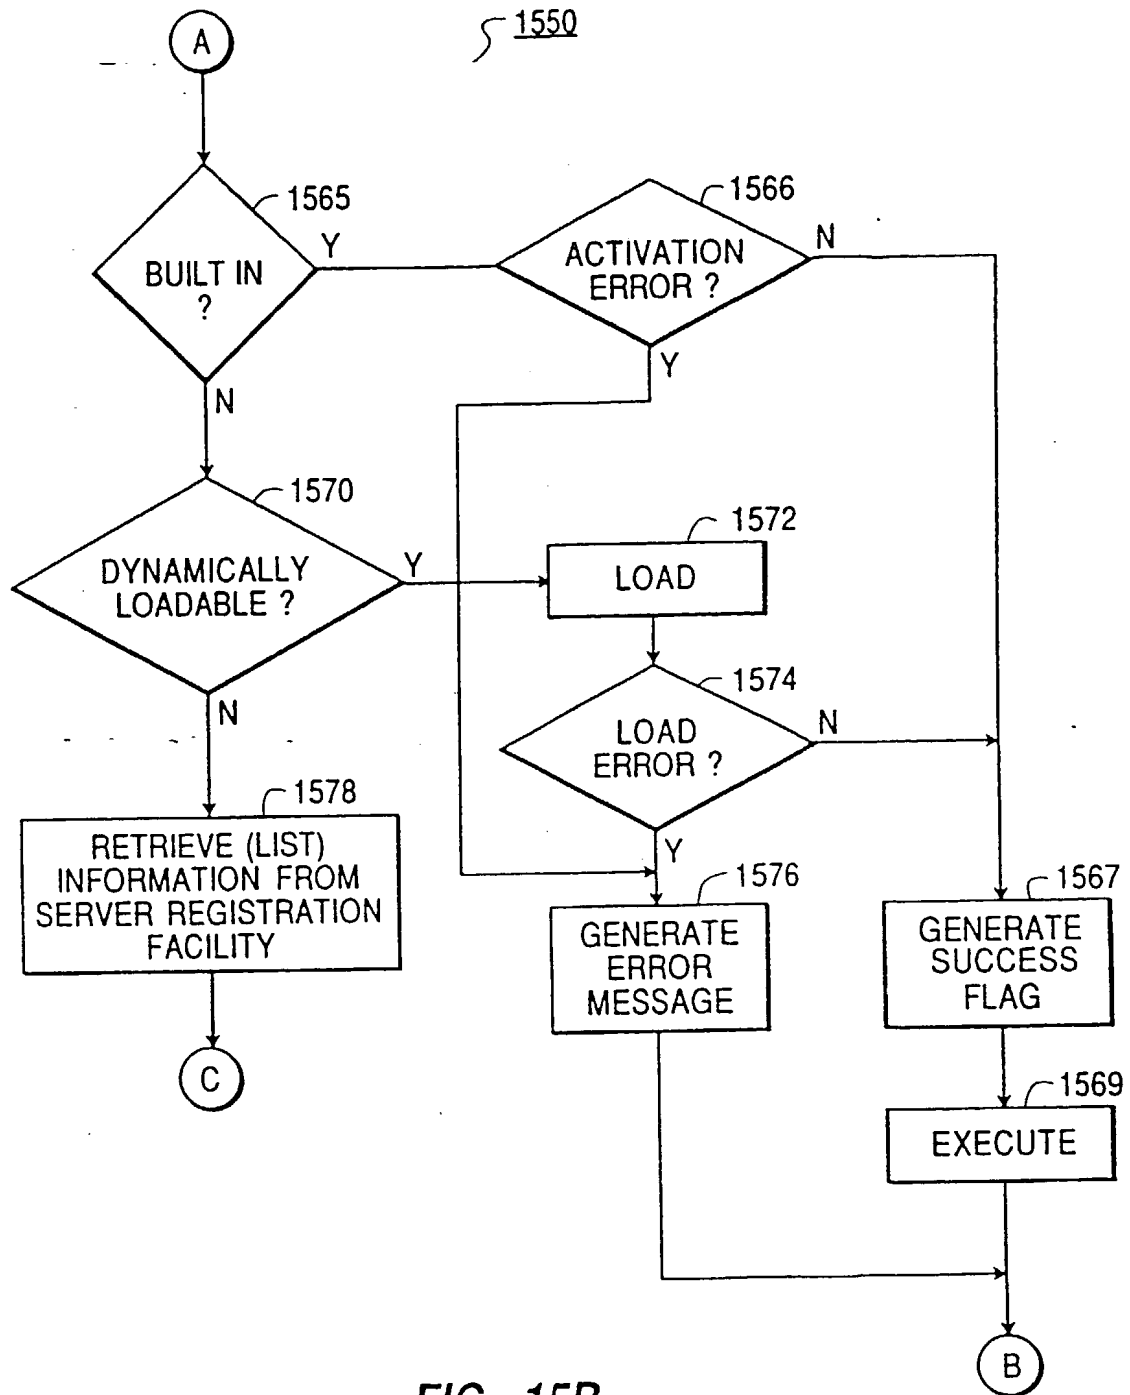 A
1550
1565
BUILT IN
?
Y
N
1566
ACTIVATION
ERROR ?
N
Y
1570
DYNAMICALLY
LOADABLE ?
Y
N
1572
LOAD
1574
LOAD
ERROR ?
N
Y
1578
RETRIEVE (LIST)
INFORMATION FROM
SERVER REGISTRATION
FACILITY
C
1576
GENERATE
ERROR
MESSAGE
1567
GENERATE
SUCCESS
FLAG
1569
EXECUTE
B